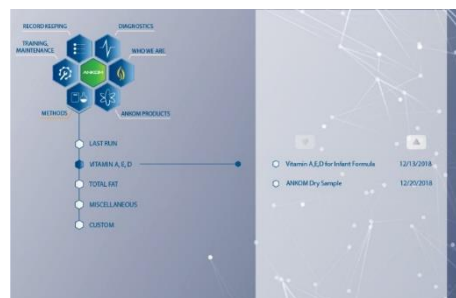 RECORD KEEPING
DIAGNOSTICS
TRAINING,
MAINTENANCE
WHO WE ARE
ANKOM
METHODS
ANKOM PRODUCTS
LAST RUN
VITAMIN A, E, D
TOTAL FAT
MISCELLANEOUS
CUSTOM
Vitamin A,E,D for Infant Formula 12/13/2018
ANKOM Dry Sample 12/20/2018